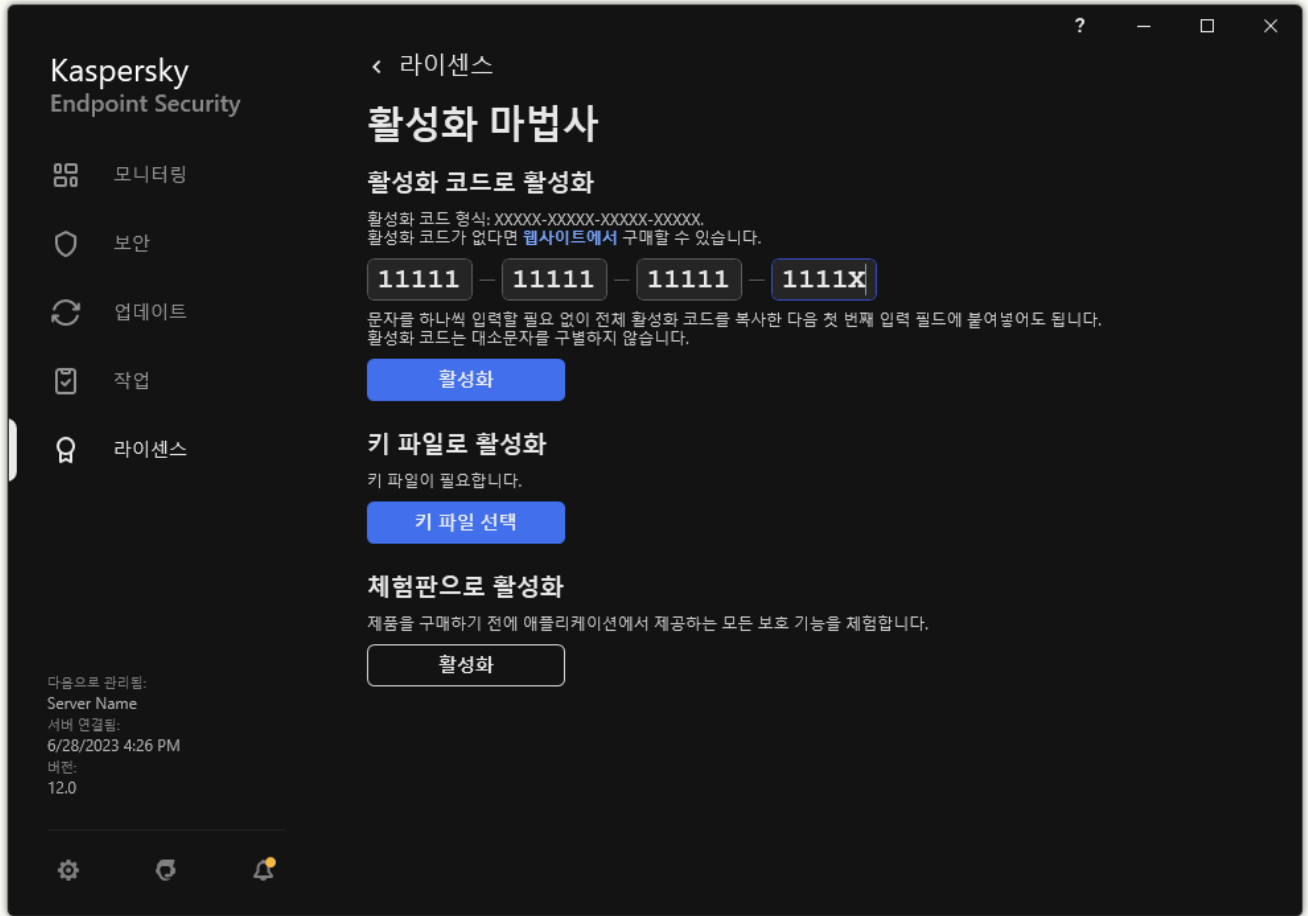 ?
Kaspersky
Endpoint Security
모니터링
보안
업데이트
작업
라이센스
다음으로 관리됨:
Server Name
서버 연결됨:
6/28/2023 4:26 PM
버전:
12.0
라이센스
활성화 마법사
활성화 코드로 활성화
활성화 코드 형식: XXXXX-XXXXX-XXXXX-XXXXX.
활성화 코드가 없다면 웹사이트에서 구매할 수 있습니다.
11111 — 11111 — 11111 — 1111X
문자를 하나씩 입력할 필요 없이 전체 활성화 코드를 복사한 다음 첫 번째 입력 필드에 붙여넣어도 됩니다.
활성화 코드는 대소문자를 구별하지 않습니다.
활성화
키 파일로 활성화
키 파일이 필요합니다.
키 파일 선택
체험판으로 활성화
제품을 구매하기 전에 애플리케이션에서 제공하는 모든 보호 기능을 체험합니다.
활성화